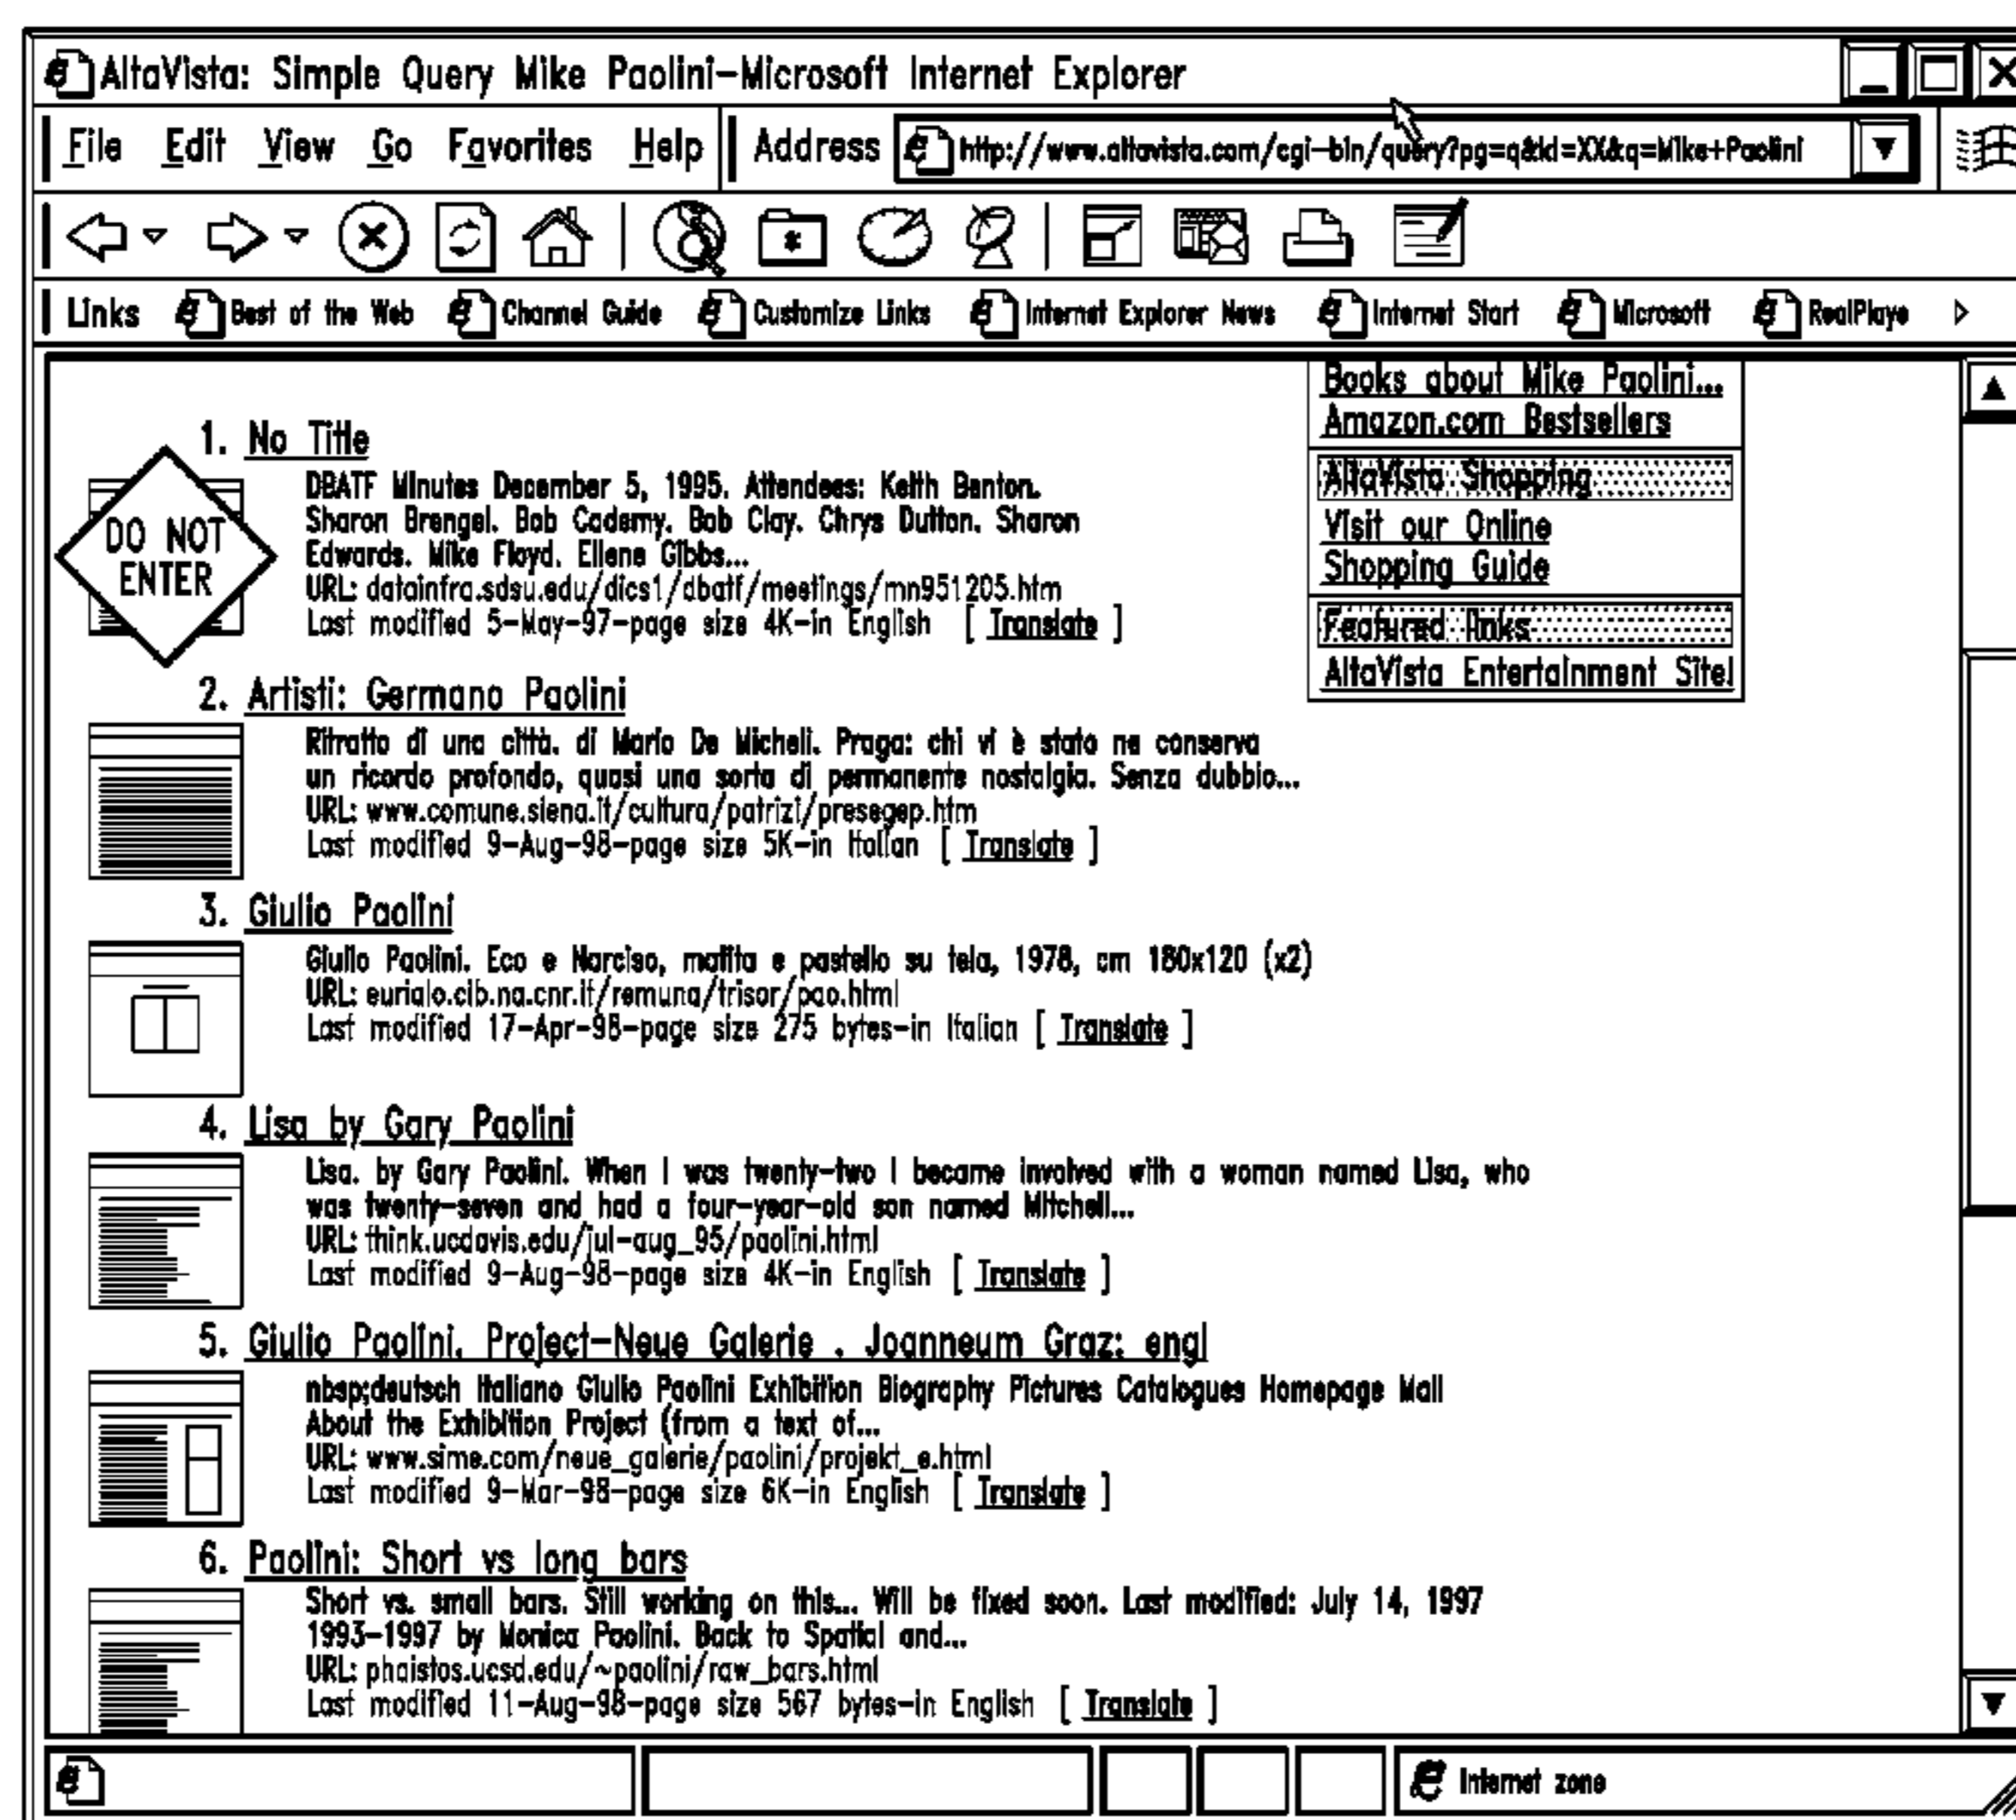 AltaVista: Simple Query Mike Paolini-Microsoft Internet Explorer
File Edit View Go Favorites Help Address http://www.altavista.com/cgi-bin/query?pg=q&kl=XX&q=Mike+Paolini
Links Best of the Web Channel Guide Customize Links Internet Explorer News Internet Start Microsoft RealPlaye
Books about Mike Paolini...
Amazon.com Bestsellers
AltaVista Shopping
Visit our Online
Shopping Guide
Featured links
AltaVista Entertainment Site!
1. No Title
DO NOT
ENTER
DBATF Minutes December 5, 1995. Attendees: Keith Benton.
Sharon Brengel. Bob Cademy. Bob Clay. Chrys Dutton. Sharon
Edwards. Mike Floyd. Ellene Gibbs...
URL: datainfra.sdsu.edu/dics1/dbatf/meetings/mn951205.htm
Last modified 5-May-97-page size 4K-in English [ Translate ]
2. Artisti: Germano Paolini
Ritratto di una città. di Mario De Micheli. Praga: chi vi è stato ne conserva
un ricordo profondo, quasi una sorta di permanente nostalgia. Senza dubbio...
URL: www.comune.siena.it/cultura/patrizi/presegep.htm
Last modified 9-Aug-98-page size 5K-in Italian [ Translate ]
3. Giulio Paolini
Giulio Paolini. Eco e Narciso, matita e pastello su tela, 1978, cm 180x120 (x2)
URL: eurialo.cib.na.cnr.it/remuna/trisor/pao.html
Last modified 17-Apr-98-page size 275 bytes-in Italian [ Translate ]
4. Lisa by Gary Paolini
Lisa. by Gary Paolini. When I was twenty-two I became involved with a woman named Lisa, who
was twenty-seven and had a four-year-old son named Mitchell...
URL: think.ucdavis.edu/jul-aug_95/paolini.html
Last modified 9-Aug-98-page size 4K-in English [ Translate ]
5. Giulio Paolini. Project-Neue Galerie . Joanneum Graz: engl
nbsp;deutsch Italiano Giulio Paolini Exhibition Biography Pictures Catalogues Homepage Mail
About the Exhibition Project (from a text of...
URL: www.sime.com/neue_galerie/paolini/projekt_e.html
Last modified 9-Mar-98-page size 6K-in English [ Translate ]
6. Paolini: Short vs long bars
Short vs. small bars. Still working on this... Will be fixed soon. Last modified: July 14, 1997
1993-1997 by Monica Paolini. Back to Spatial and...
URL: phaistos.ucsd.edu/~paolini/raw_bars.html
Last modified 11-Aug-98-page size 567 bytes-in English [ Translate ]
Internet zone